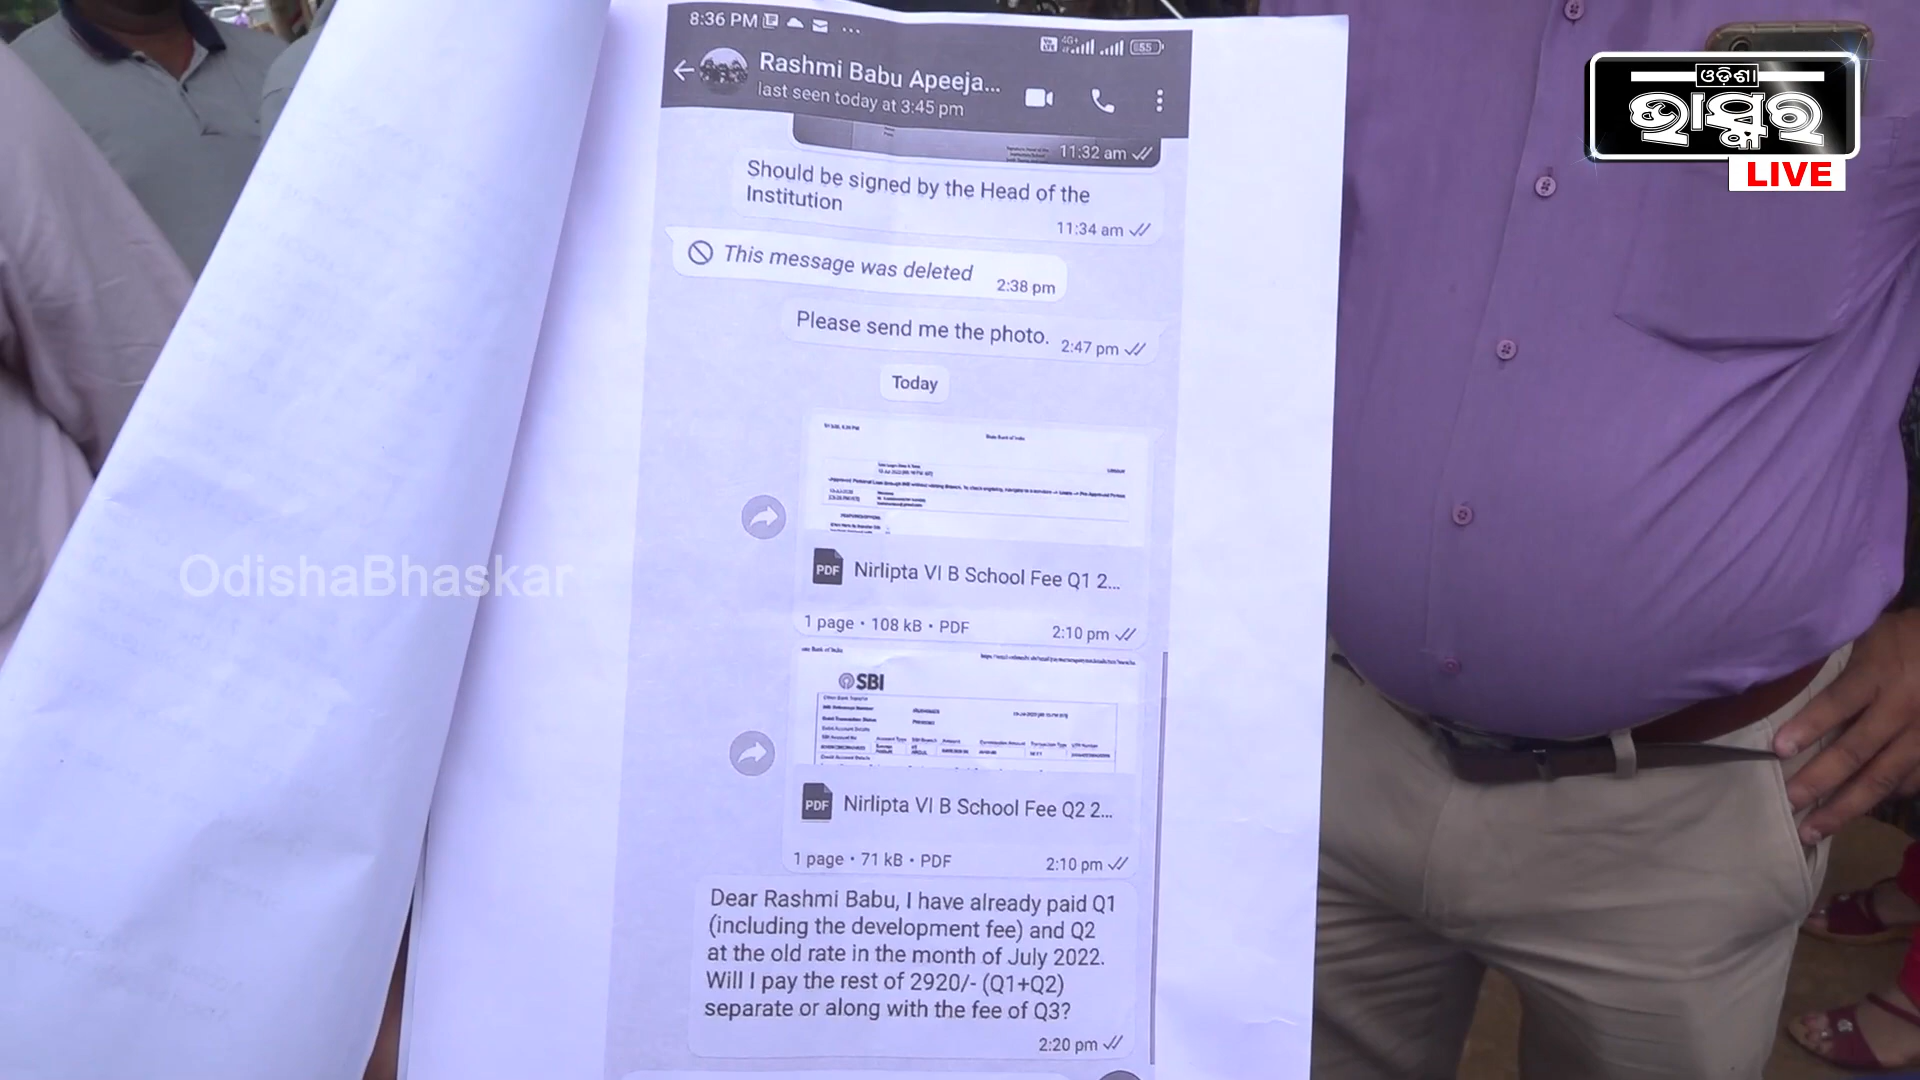 8:36 PM
4G+
55
Rashmi Babu Apeeja...
last seen today at 3:45 pm
ଓଡ଼ିଶା
ଭାସ୍କର
LIVE
11:32 am
Should be signed by the Head of the
Institution
11:34 am
This message was deleted
2:38 pm
Please send me the photo.
2:47 pm
Today
State Bank of India
PDF
Nirlipta VI B School Fee Q1 2...
1 page • 108 kB • PDF
2:10 pm
OdishaBhaskar
SBI
PDF
Nirlipta VI B School Fee Q2 2...
1 page • 71 kB • PDF
2:10 pm
Dear Rashmi Babu, I have already paid Q1
(including the development fee) and Q2
at the old rate in the month of July 2022.
Will I pay the rest of 2920/- (Q1+Q2)
separate or along with the fee of Q3?
2:20 pm